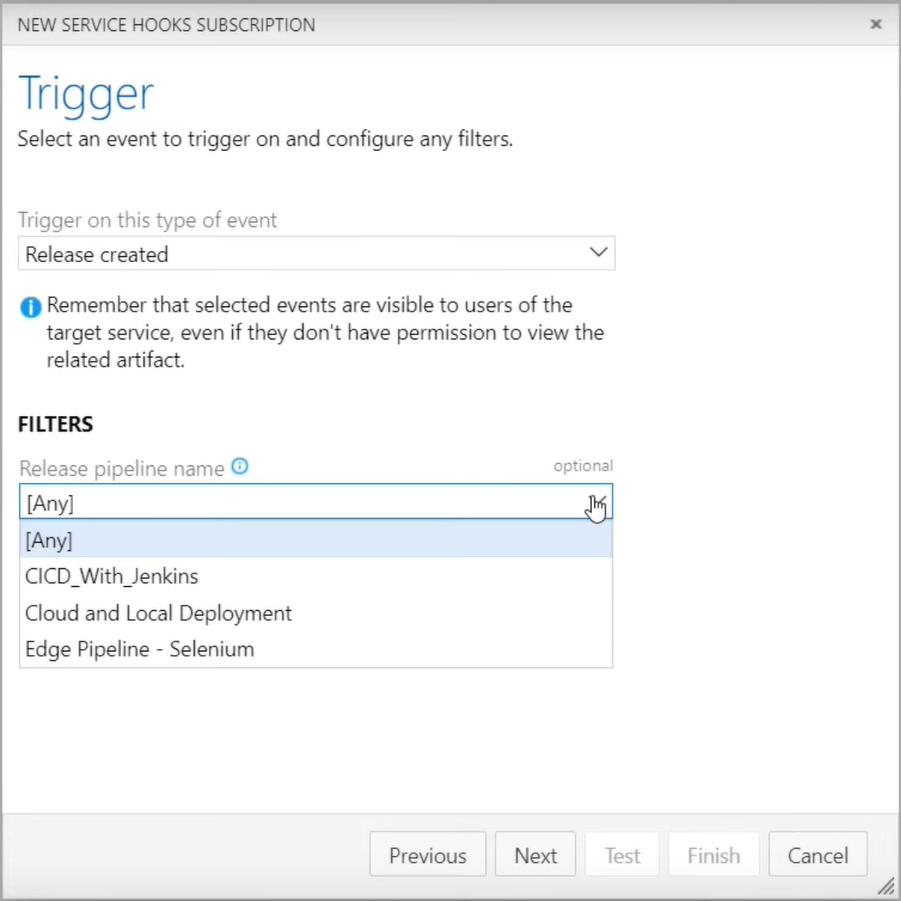 NEW SERVICE HOOKS SUBSCRIPTION
Trigger
Select an event to trigger on and configure any filters.
Trigger on this type of event
Release created
Remember that selected events are visible to users of the
target service, even if they don't have permission to view the
related artifact.
FILTERS
Release pipeline name
optional
[Any]
[Any]
CICD_With_Jenkins
Cloud and Local Deployment
Edge Pipeline - Selenium
Previous Next Test Finish Cancel